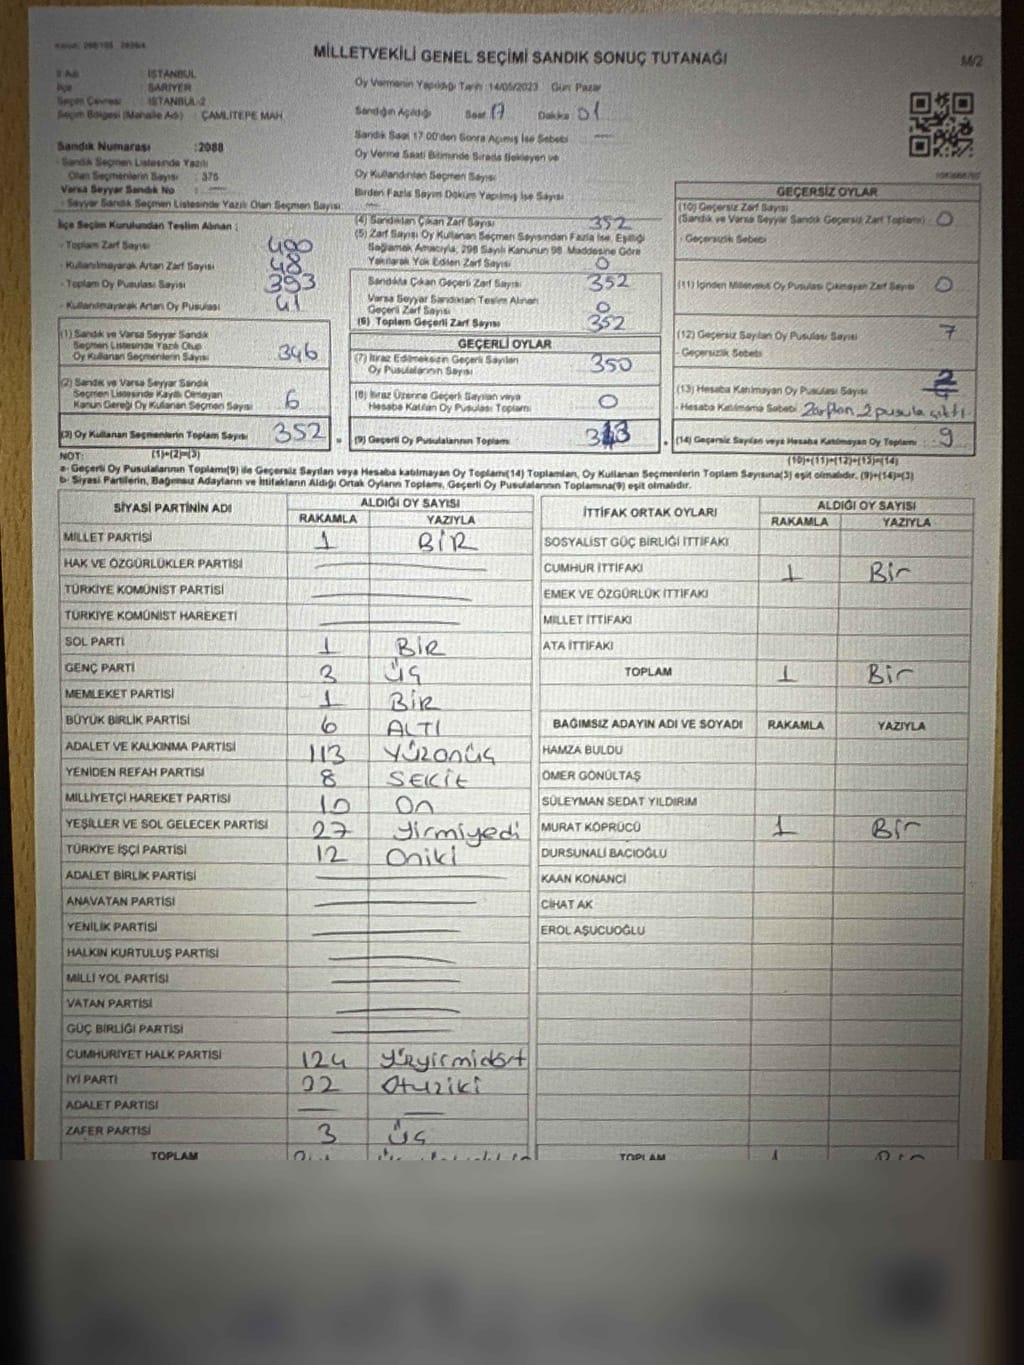 MİLLETVEKİLİ GENEL SEÇİMİ SANDIK SONUÇ TUTANAĞI
M/2
İl Adı : İSTANBUL
İlçe : SARIYER
Seçim Çevresi : İSTANBUL-2
Seçim Bölgesi (Mahalle Adı) : ÇAMLITEPE MAH.
Oy Vermenin Yapıldığı Tarih :14/05/2023 Gün: Pazar
Sandığın Açıldığı Saat 17 Dakika : 01
Sandık Saat 17.00'den Sonra Açılmış İse Sebebi
Oy Verme Saati Bitiminde Sırada Bekleyen ve
Oy Kullandırılan Seçmen Sayısı
Birden Fazla Sayım Döküm Yapılmış İse Sayısı
Sandık Numarası :2088
- Sandık Seçmen Listesinde Yazılı
Olan Seçmenlerin Sayısı : 375
Varsa Seyyar Sandık No :
- Seyyar Sandık Seçmen Listesinde Yazılı Olan Seçmen Sayısı:
İlçe Seçim Kurulundan Teslim Alınan :
- Toplam Zarf Sayısı 400
- Kullanılmayarak Artan Zarf Sayısı 48
- Toplam Oy Pusulası Sayısı 393
- Kullanılmayarak Artan Oy Pusulası 41
(1) Sandık ve Varsa Seyyar Sandık
Seçmen Listesinde Yazılı Olup
Oy Kullanan Seçmenlerin Sayısı 346
(2) Sandık ve Varsa Seyyar Sandık
Seçmen Listesinde Kayıtlı Olmayan
Kanun Gereği Oy Kullanan Seçmen Sayısı 6
(3) Oy Kullanan Seçmenlerin Toplam Sayısı 352
(1)+(2)=(3)
(4) Sandıktan Çıkan Zarf Sayısı 352
(5) Zarf Sayısı Oy Kullanan Seçmen Sayısından Fazla İse, Eşitliği
Sağlamak Amacıyla, 298 Sayılı Kanunun 98. Maddesine Göre
Yakılarak Yok Edilen Zarf Sayısı 0
Sandıkta Çıkan Geçerli Zarf Sayısı 352
Varsa Seyyar Sandıktan Teslim Alınan
Geçerli Zarf Sayısı 0
(6) Toplam Geçerli Zarf Sayısı 352
GEÇERLİ OYLAR
(7) İtiraz Edilmeksizin Geçerli Sayılan
Oy Pusulalarının Sayısı 350
(8) İtiraz Üzerine Geçerli Sayılan veya
Hesaba Katılan Oy Pusulası Toplamı 0
(9) Geçerli Oy Pusulalarının Toplamı 343
GEÇERSİZ OYLAR
(10) Geçersiz Zarf Sayısı
(Sandık ve Varsa Seyyar Sandık Geçersiz Zarf Toplamı) 0
- Geçersizlik Sebebi
(11) İçinden Milletvekili Oy Pusulası Çıkmayan Zarf Sayısı 0
(12) Geçersiz Sayılan Oy Pusulası Sayısı 7
- Geçersizlik Sebebi
(13) Hesaba Katılmayan Oy Pusulası Sayısı 2
- Hesaba Katılmama Sebebi Zarftan 2 pusula çıktı
(14) Geçersiz Sayılan veya Hesaba Katılmayan Oy Toplamı : 9
(10)+(11)+(12)+(13)=(14)
NOT:
a- Geçerli Oy Pusulalarının Toplamı(9) ile Geçersiz Sayılan veya Hesaba katılmayan Oy Toplamı(14) Toplamları, Oy Kullanan Seçmenlerin Toplam Sayısına(3) eşit olmalıdır. (9)+(14)=(3)
b- Siyasi Partilerin, Bağımsız Adayların ve İttifakların Aldığı Ortak Oyların Toplamı, Geçerli Oy Pusulalarının Toplamına(9) eşit olmalıdır.
SİYASİ PARTİNİN ADI ALDIĞI OY SAYISI
RAKAMLA YAZIYLA
MİLLET PARTİSİ 1 BİR
HAK VE ÖZGÜRLÜKLER PARTİSİ
TÜRKİYE KOMÜNİST PARTİSİ
TÜRKİYE KOMÜNİST HAREKETİ
SOL PARTİ 1 BİR
GENÇ PARTİ 3 ÜÇ
MEMLEKET PARTİSİ 1 BİR
BÜYÜK BİRLİK PARTİSİ 6 ALTI
ADALET VE KALKINMA PARTİSİ 113 Yüzonüç
YENİDEN REFAH PARTİSİ 8 SEKİZ
MİLLİYETÇİ HAREKET PARTİSİ 10 On
YEŞİLLER VE SOL GELECEK PARTİSİ 27 Yirmiyedi
TÜRKİYE İŞÇİ PARTİSİ 12 Oniki
ADALET BİRLİK PARTİSİ
ANAVATAN PARTİSİ
YENİLİK PARTİSİ
HALKIN KURTULUŞ PARTİSİ
MİLLİ YOL PARTİSİ
VATAN PARTİSİ
GÜÇ BİRLİĞİ PARTİSİ
CUMHURİYET HALK PARTİSİ 124 Yüzyirmidört
İYİ PARTİ 32 Otuziki
ADALET PARTİSİ
ZAFER PARTİSİ 3 Üç
TOPLAM
İTTİFAK ORTAK OYLARI ALDIĞI OY SAYISI
RAKAMLA YAZIYLA
SOSYALİST GÜÇ BİRLİĞİ İTTİFAKI
CUMHUR İTTİFAKI 1 Bir
EMEK VE ÖZGÜRLÜK İTTİFAKI
MİLLET İTTİFAKI
ATA İTTİFAKI
TOPLAM 1 Bir
BAĞIMSIZ ADAYIN ADI VE SOYADI RAKAMLA YAZIYLA
HAMZA BULDU
ÖMER GÖNÜLTAŞ
SÜLEYMAN SEDAT YILDIRIM
MURAT KÖPRÜCÜ 1 Bir
DURSUNALİ BACIOĞLU
KAAN KONANCI
CİHAT AK
EROL AŞUCUOĞLU
TOPLAM 1 Bir